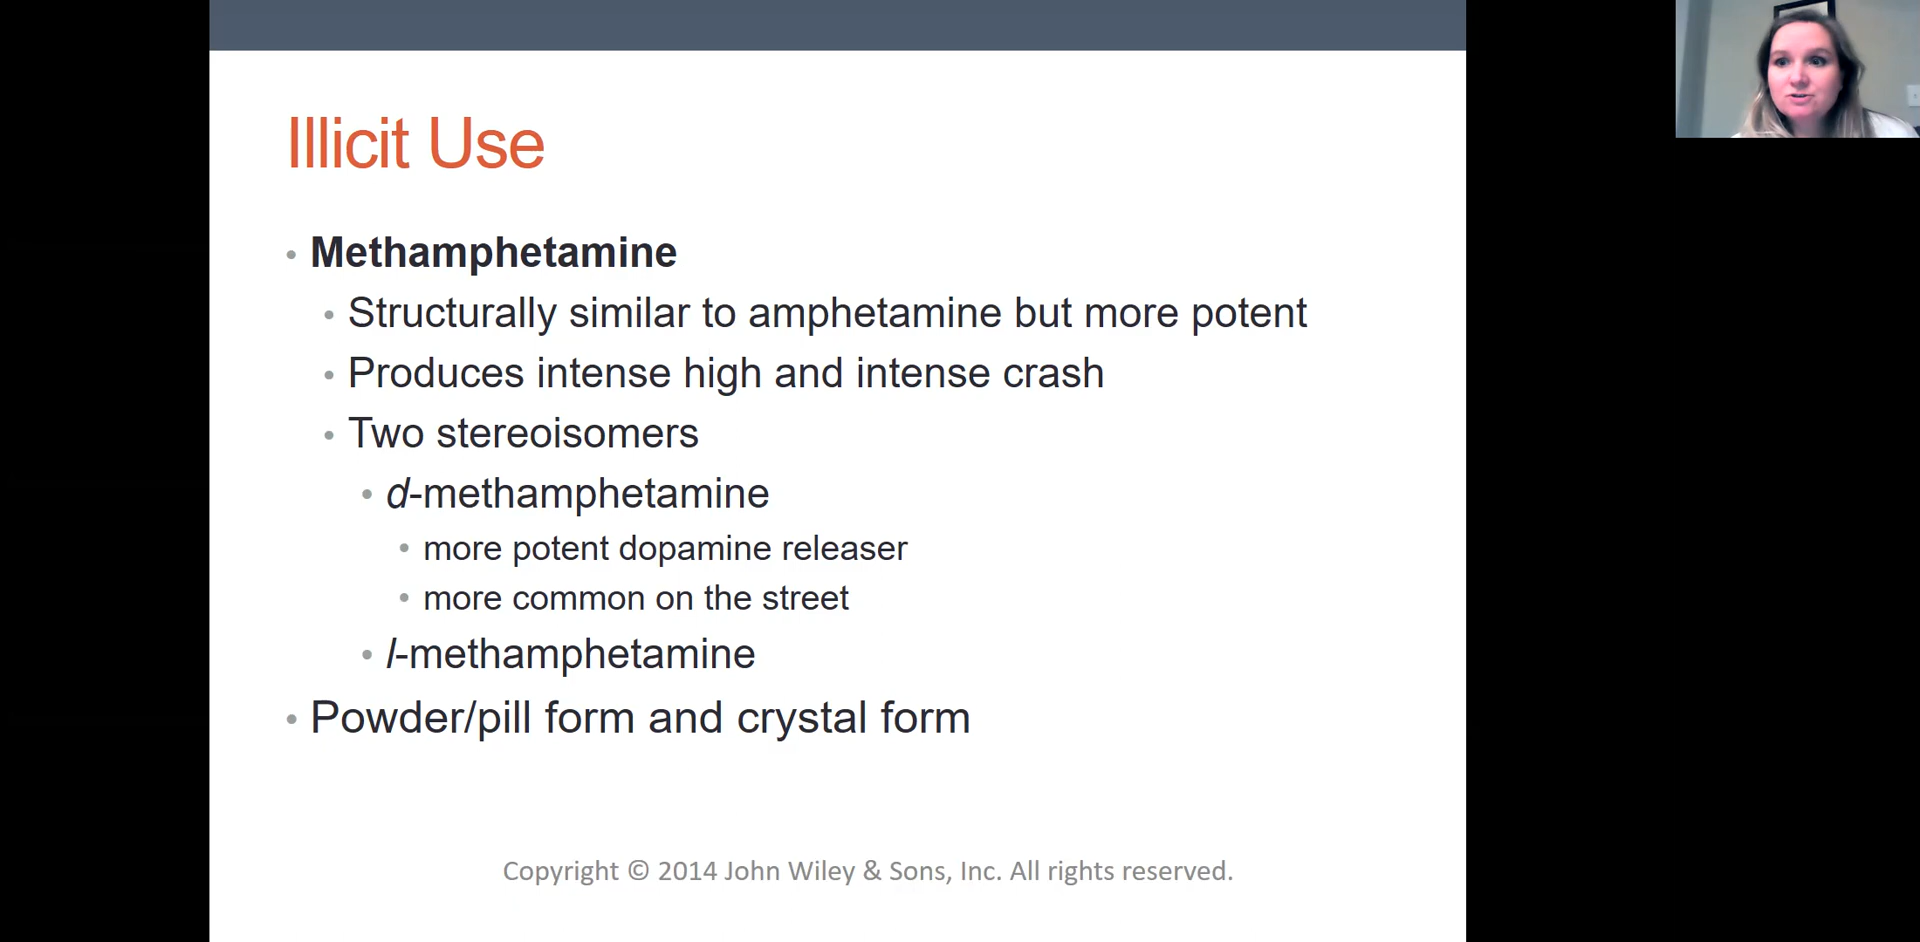 Illicit Use
• Methamphetamine
• Structurally similar to amphetamine but more potent
• Produces intense high and intense crash
• Two stereoisomers
• d-methamphetamine
• more potent dopamine releaser
• more common on the street
• l-methamphetamine
• Powder/pill form and crystal form
Copyright © 2014 John Wiley & Sons, Inc. All rights reserved.